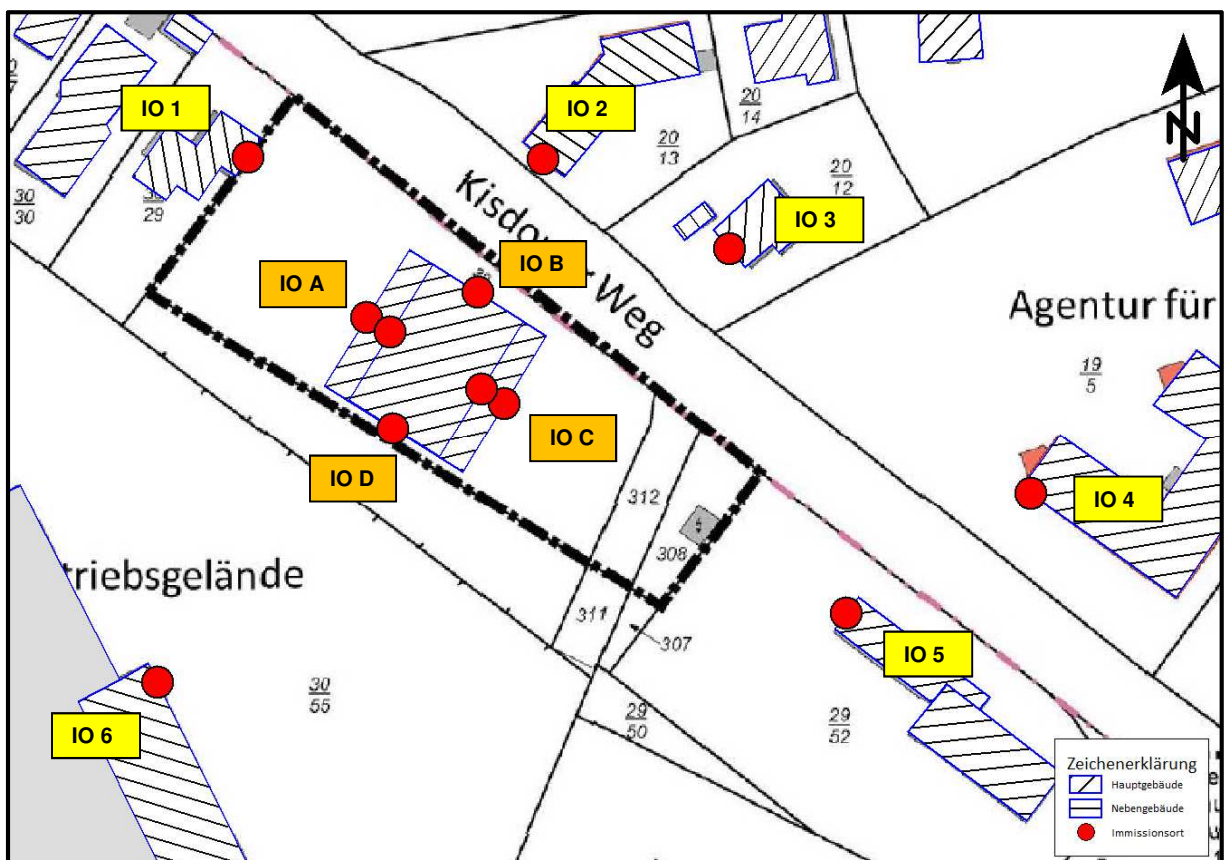 N
IO 1
IO 2
20
14
20
13
20
12
30
30
29
IO 3
Kisdo
Weg
IO B
IO A
Agentur für
19
5
IO C
IO D
312
IO 4
308
triebsgelände
311
307
IO 5
30
55
IO 6
29
50
29
52
Zeichenerklärung
Hauptgebäude
Nebengebäude
Immissionsort